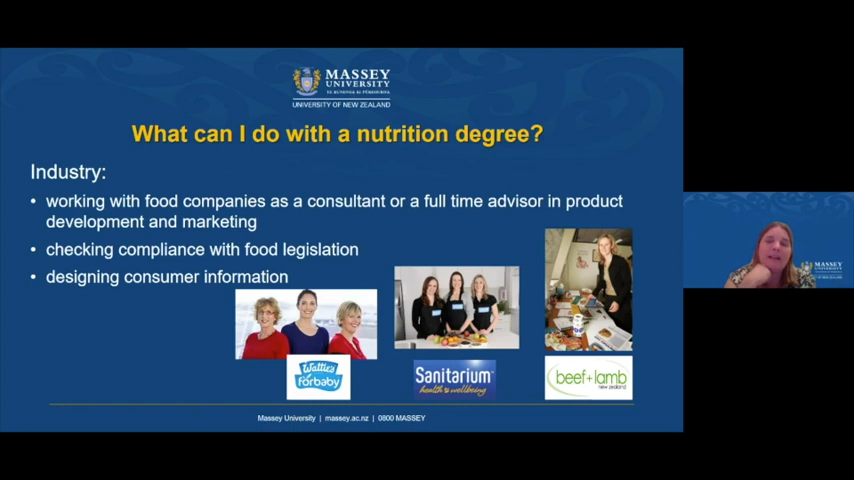 MASSEY
UNIVERSITY
TE KUNENGA KI PŪREHUROA
UNIVERSITY OF NEW ZEALAND
What can I do with a nutrition degree?
Industry:
• working with food companies as a consultant or a full time advisor in product
development and marketing
• checking compliance with food legislation
• designing consumer information
Wattie's
forbaby
Sanitarium
health & wellbeing
beef + lamb
new zealand
Massey University | massey.ac.nz | 0800 MASSEY
MASSEY
UNIVERSITY